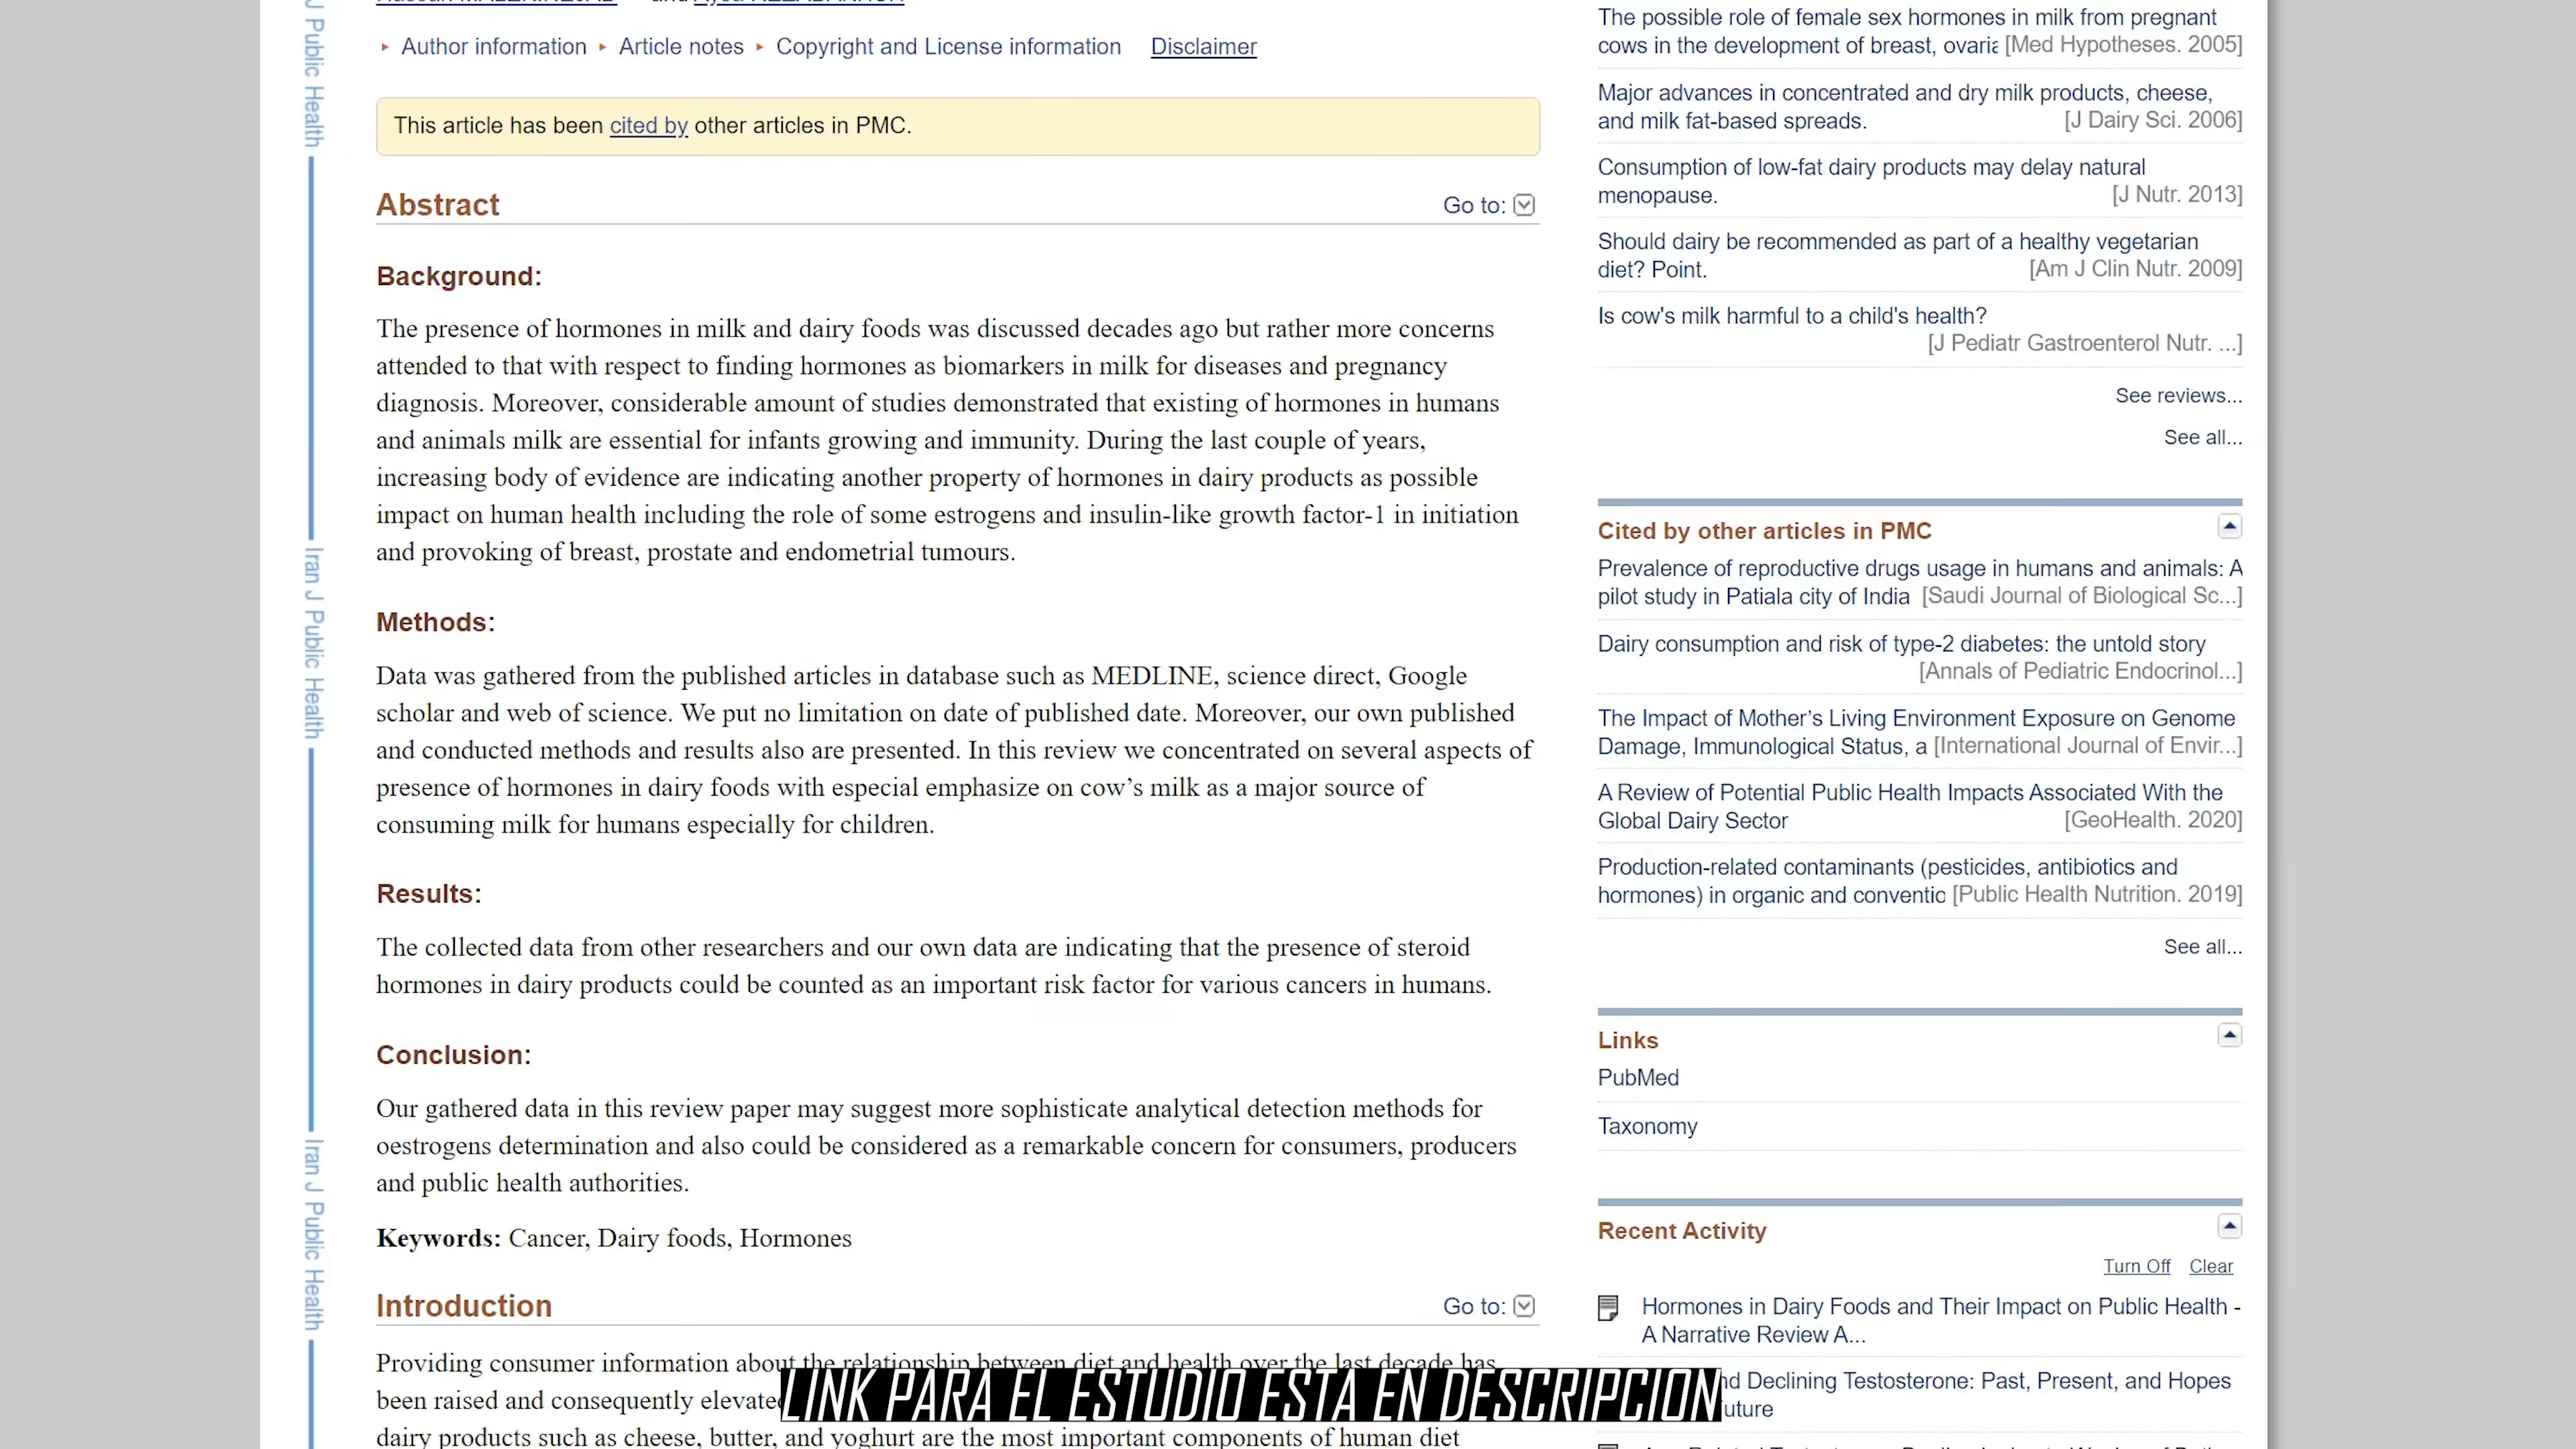 Author information
Article notes
Copyright and License information
Disclaimer
This article has been cited by other articles in PMC.
Abstract
Go to:
Background:
The presence of hormones in milk and dairy foods was discussed decades ago but rather more concerns
attended to that with respect to finding hormones as biomarkers in milk for diseases and pregnancy
diagnosis. Moreover, considerable amount of studies demonstrated that existing of hormones in humans
and animals milk are essential for infants growing and immunity. During the last couple of years,
increasing body of evidence are indicating another property of hormones in dairy products as possible
impact on human health including the role of some estrogens and insulin-like growth factor-1 in initiation
and provoking of breast, prostate and endometrial tumours.
Methods:
Data was gathered from the published articles in database such as MEDLINE, science direct, Google
scholar and web of science. We put no limitation on date of published date. Moreover, our own published
and conducted methods and results also are presented. In this review we concentrated on several aspects of
presence of hormones in dairy foods with especial emphasize on cow's milk as a major source of
consuming milk for humans especially for children.
Results:
The collected data from other researchers and our own data are indicating that the presence of steroid
hormones in dairy products could be counted as an important risk factor for various cancers in humans.
Conclusion:
Our gathered data in this review paper may suggest more sophisticate analytical detection methods for
oestrogens determination and also could be considered as a remarkable concern for consumers, producers
and public health authorities.
Keywords: Cancer, Dairy foods, Hormones
Introduction
Go to:
Providing consumer information about the relationship between diet and health over the last decade has
been raised and consequently
dairy products such as cheese, butter, and yoghurt are the most important components of human diet
LINK PARA EL ESTUDIO ESTA EN DESCRIPCION
J Public Health
Iran J Public Health
Iran J Public Health
The possible role of female sex hormones in milk from pregnant
cows in the development of breast, [Med Hypotheses. 2005]
Major advances in concentrated and dry milk products, cheese,
and milk fat-based spreads. [J Dairy Sci. 2006]
Consumption of low-fat dairy products may delay natural
menopause. [J Nutr. 2013]
Should dairy be recommended as part of a healthy vegetarian
diet? Point. [Am J Clin Nutr. 2009]
Is cow's milk harmful to a child's health?
[J Pediatr Gastroenterol Nutr. ...]
See reviews...
See all...
Cited by other articles in PMC
Prevalence of reproductive drugs usage in humans and animals: A
pilot study in Patiala city of India [Saudi Journal of Biological Sc...]
Dairy consumption and risk of type-2 diabetes: the untold story
[Annals of Pediatric Endocrinol...]
The Impact of Mother's Living Environment Exposure on Genome
Damage, Immunological Status, a [International Journal of Envir...]
A Review of Potential Public Health Impacts Associated With the
Global Dairy Sector [GeoHealth. 2020]
Production-related contaminants (pesticides, antibiotics and
hormones) in organic and conventic [Public Health Nutrition. 2019]
See all...
Links
PubMed
Taxonomy
Recent Activity
Turn Off Clear
Hormones in Dairy Foods and Their Impact on Public Health -
A Narrative Review A...
Declining Testosterone: Past, Present, and Hopes